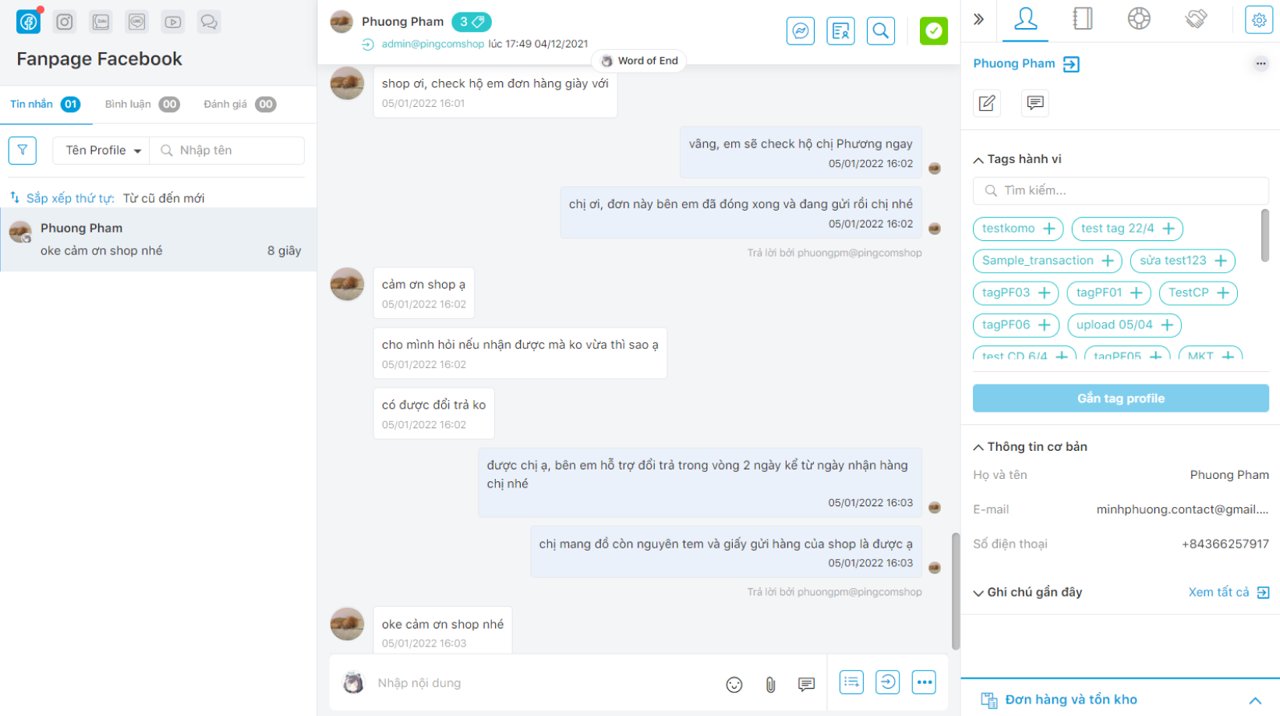 Fanpage Facebook
Tin nhắn 01 Bình luận 00 Đánh giá 00
Tên Profile Nhập tên
Sắp xếp thứ tự: Từ cũ đến mới
Phuong Pham
oke cảm ơn shop nhé 8 giây
Phuong Pham 3
admin@pingcomshop lúc 17:49 04/12/2021
Word of End
shop ơi, check hộ em đơn hàng giày với
05/01/2022 16:01
vâng, em sẽ check hộ chị Phương ngay
05/01/2022 16:02
chị ơi, đơn này bên em đã đóng xong và đang gửi rồi chị nhé
05/01/2022 16:02
Trả lời bởi phuongpm@pingcomshop
cảm ơn shop ạ
05/01/2022 16:02
cho mình hỏi nếu nhận được mà ko vừa thì sao ạ
05/01/2022 16:02
có được đổi trả ko
05/01/2022 16:02
được chị ạ, bên em hỗ trợ đổi trả trong vòng 2 ngày kể từ ngày nhận hàng
chị nhé
05/01/2022 16:03
chị mang đồ còn nguyên tem và giấy gửi hàng của shop là được ạ
05/01/2022 16:03
Trả lời bởi phuongpm@pingcomshop
oke cảm ơn shop nhé
05/01/2022 16:03
Nhập nội dung
Phuong Pham
Tags hành vi
Tìm kiếm...
testkomo + test tag 22/4 +
Sample_transaction + sửa test123 +
tagPF03 + tagPF01 + TestCP +
tagPF06 + upload 05/04 +
test CD 6/4 + tagPF05 + MKT +
Gắn tag profile
Thông tin cơ bản
Họ và tên Phuong Pham
E-mail minhphuong.contact@gmail....
Số điện thoại +84366257917
Ghi chú gần đây Xem tất cả
Đơn hàng và tồn kho